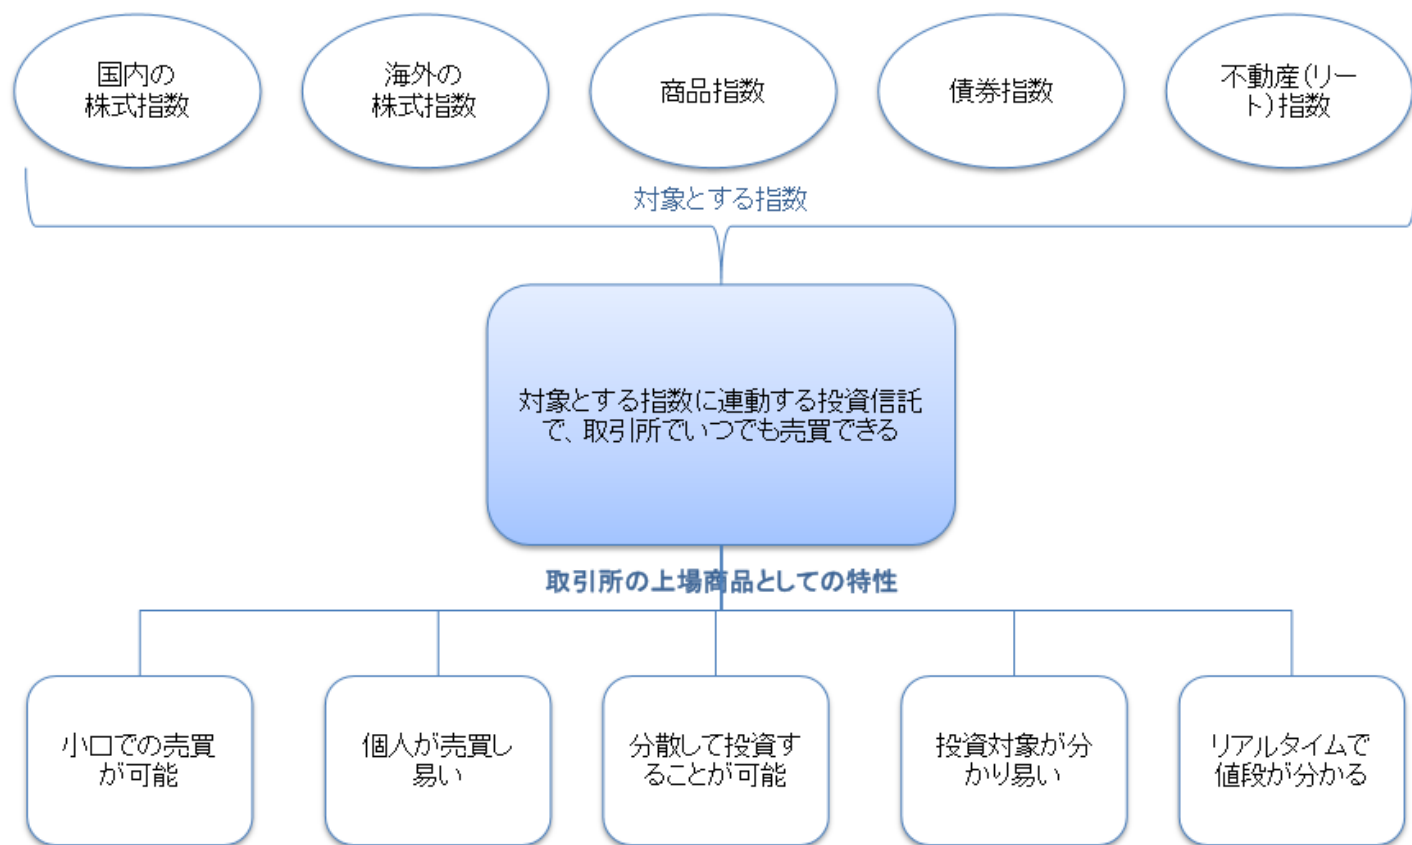 国内の
株式指数
海外の
株式指数
商品指数
債券指数
不動産(リー
ト)指数
対象とする指数
対象とする指数に連動する投資信託
で、取引所でいつでも売買できる
取引所の上場商品としての特性
小口での売買
が可能
個人が売買し
易い
分散して投資す
ることが可能
投資対象が分
かり易い
リアルタイムで
値段が分かる